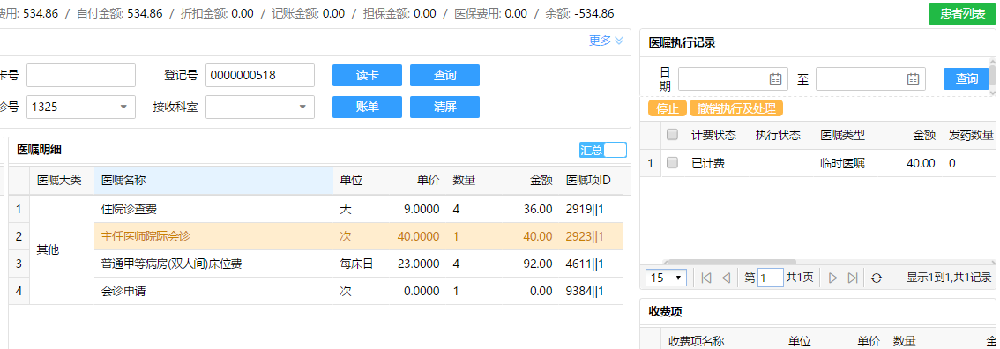 费用: 534.86 / 自付金额: 534.86 / 折扣金额: 0.00 / 记账金额: 0.00 / 担保金额: 0.00 / 医保费用: 0.00 / 余额: -534.86
患者列表
更多
卡号 登记号 0000000518 读卡 查询
诊号 1325 接收科室 账单 清屏
医嘱明细 汇总
医嘱大类 医嘱名称 单位 单价 数量 金额 医嘱项ID
1 住院诊查费 天 9.0000 4 36.00 2919||1
2 主任医师院际会诊 次 40.0000 1 40.00 2923||1
其他
3 普通甲等病房(双人间)床位费 每床日 23.0000 4 92.00 4611||1
4 会诊申请 次 0.0000 1 0.00 9384||1
医嘱执行记录
日期 至 查询
停止 撤销执行及处理
计费状态 执行状态 医嘱类型 金额 发药数量
1 已计费 临时医嘱 40.00 0
15 第 1 共1页 显示1到1,共1记录
收费项
收费项名称 单位 单价 数量 金